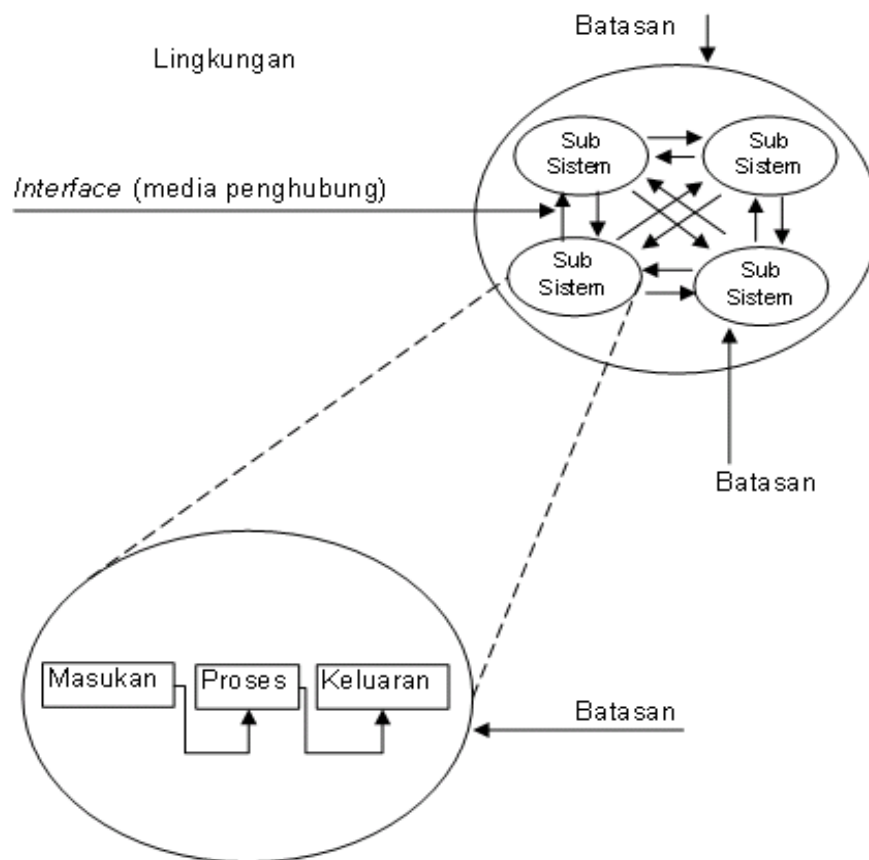 Batasan
Lingkungan
Sub
Sistem
Sub
Sistem
Interface (media penghubung)
Sub
Sistem
Sub
Sistem
Batasan
Masukan
Proses
Keluaran
Batasan